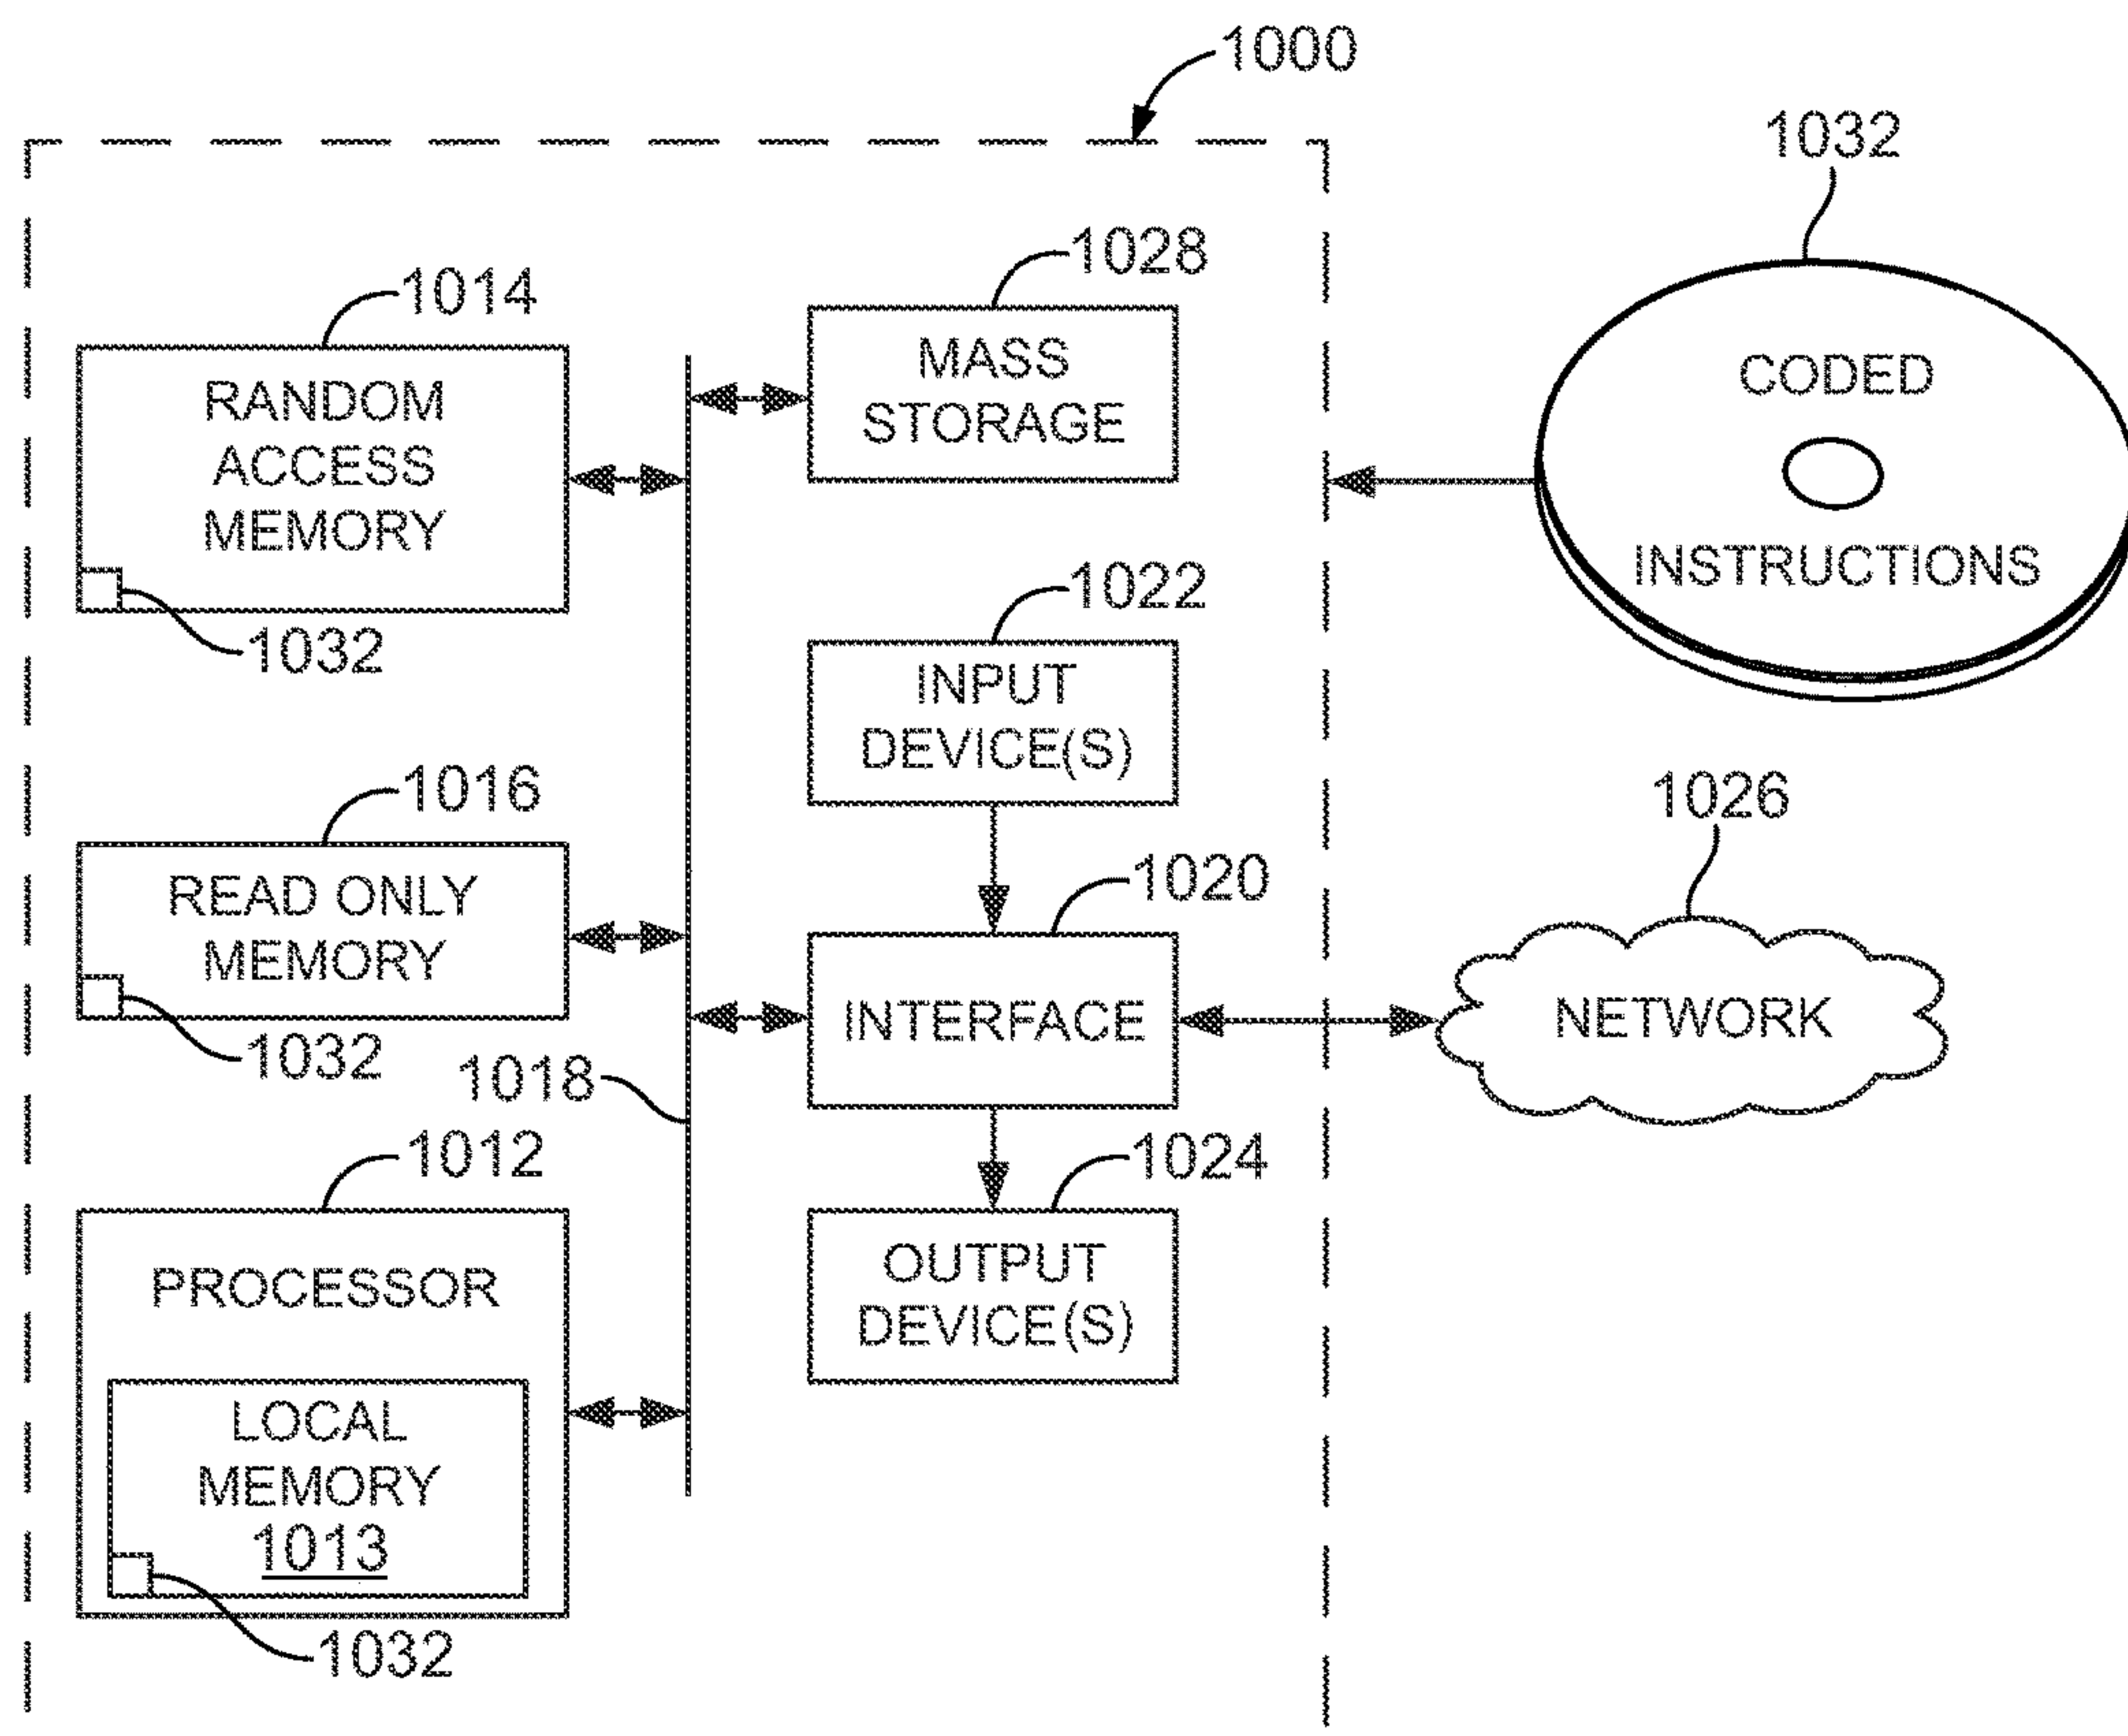 1000
1032
1028
1014
MASS
STORAGE
RANDOM
ACCESS
MEMORY
1032
CODED
INSTRUCTIONS
1022
INPUT
DEVICE(S)
1016
READ ONLY
MEMORY
1032
1020
INTERFACE
1026
NETWORK
1018
1012
PROCESSOR
LOCAL
MEMORY
1013
1032
1024
OUTPUT
DEVICE(S)